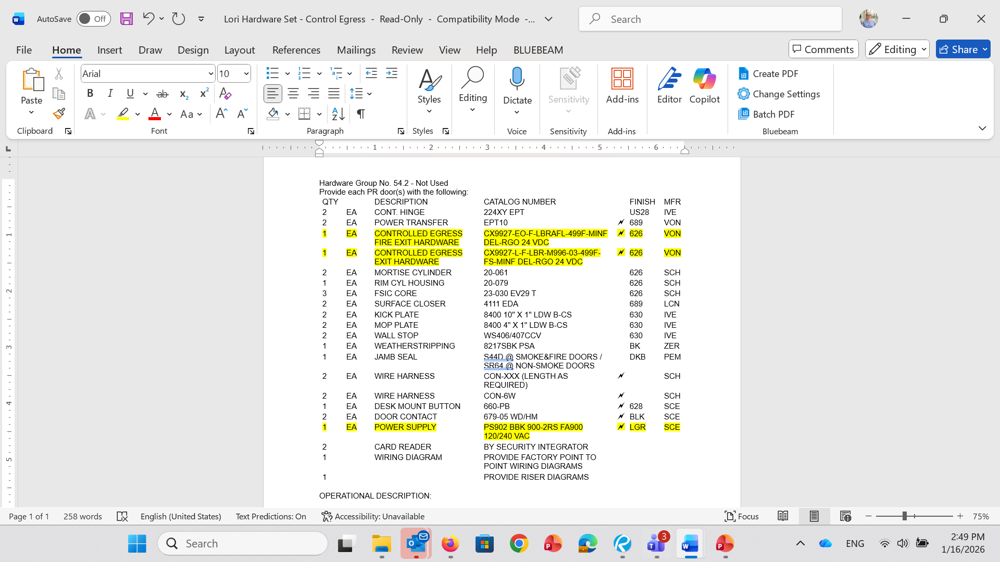 AutoSave Off Lori Hardware Set - Control Egress - Read-Only - Compatibility Mode -... Search
File Home Insert Draw Design Layout References Mailings Review View Help BLUEBEAM Comments Editing Share
Paste
Clipboard
Arial 10
B I U ab x2 x2 A
A A Aa A A
Font
Paragraph
Styles
Styles
Editing
Dictate
Voice
Sensitivity
Sensitivity
Add-ins
Add-ins
Editor Copilot
Create PDF
Change Settings
Batch PDF
Bluebeam
1 2 3 4 5 6
Hardware Group No. 54.2 - Not Used
Provide each PR door(s) with the following:
QTY DESCRIPTION CATALOG NUMBER FINISH MFR
2 EA CONT. HINGE 224XY EPT US28 IVE
2 EA POWER TRANSFER EPT10 689 VON
1 EA CONTROLLED EGRESS CX9927-EO-F-LBRAFL-499F-MINF 626 VON
FIRE EXIT HARDWARE DEL-RGO 24 VDC
1 EA CONTROLLED EGRESS CX9927-L-F-LBR-M996-03-499F- 626 VON
EXIT HARDWARE FS-MINF DEL-RGO 24 VDC
2 EA MORTISE CYLINDER 20-061 626 SCH
1 EA RIM CYL HOUSING 20-079 626 SCH
3 EA FSIC CORE 23-030 EV29 T 626 SCH
2 EA SURFACE CLOSER 4111 EDA 689 LCN
2 EA KICK PLATE 8400 10" X 1" LDW B-CS 630 IVE
2 EA MOP PLATE 8400 4" X 1" LDW B-CS 630 IVE
2 EA WALL STOP WS406/407CCV 630 IVE
1 EA WEATHERSTRIPPING 8217SBK PSA BK ZER
1 EA JAMB SEAL S44D @ SMOKE&FIRE DOORS / DKB PEM
SR64 @ NON-SMOKE DOORS
2 EA WIRE HARNESS CON-XXX (LENGTH AS SCH
REQUIRED)
2 EA WIRE HARNESS CON-6W SCH
1 EA DESK MOUNT BUTTON 660-PB 628 SCE
2 EA DOOR CONTACT 679-05 WD/HM BLK SCE
1 EA POWER SUPPLY PS902 BBK 900-2RS FA900 LGR SCE
120/240 VAC
2 CARD READER BY SECURITY INTEGRATOR
1 WIRING DIAGRAM PROVIDE FACTORY POINT TO
POINT WIRING DIAGRAMS
1 PROVIDE RISER DIAGRAMS
OPERATIONAL DESCRIPTION:
1
2
3
4
5
Page 1 of 1 258 words English (United States) Text Predictions: On Accessibility: Unavailable Focus 75%
Search 3 ENG 2:49 PM
1/16/2026